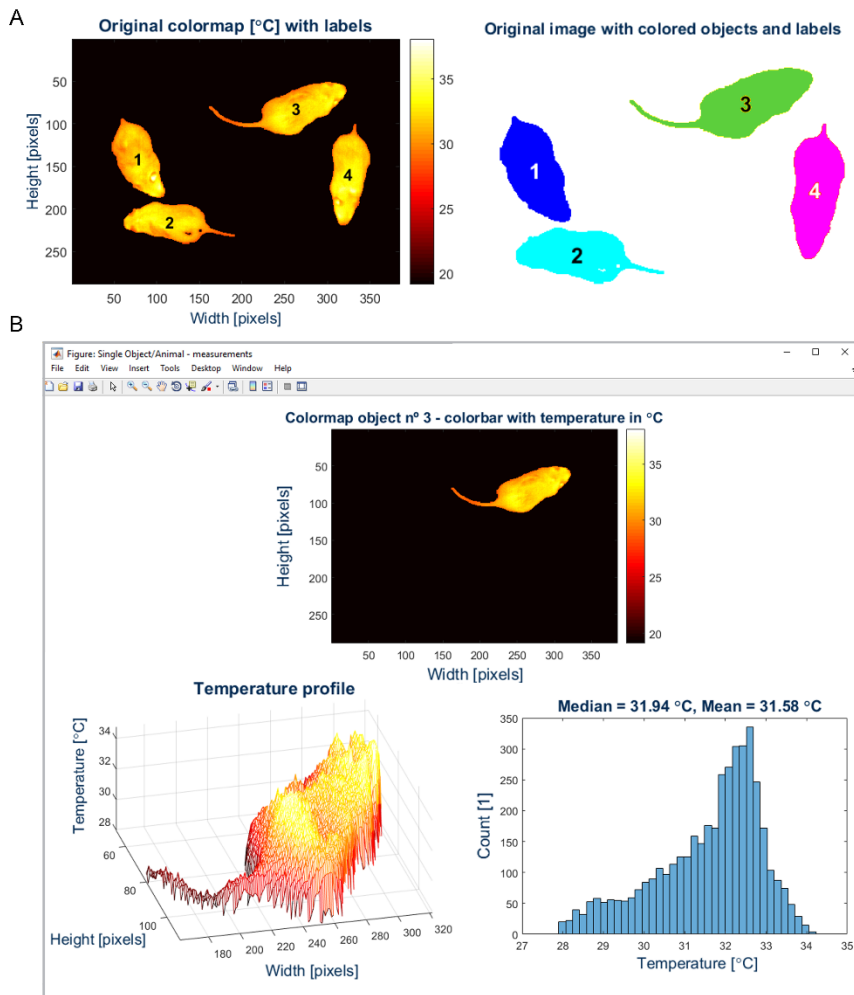 A
Original colormap [°C] with labels
50
100
150
200
250
Height [pixels]
1
2
3
4
35
30
25
20
50 100 150 200 250 300 350
Width [pixels]
Original image with colored objects and labels
1
2
3
4
B
Figure: Single Object/Animal - measurements
File Edit View Insert Tools Desktop Window Help
Colormap object nº 3 - colorbar with temperature in °C
50
100
150
200
250
Height [pixels]
35
30
25
20
50 100 150 200 250 300 350
Width [pixels]
Temperature profile
34
32
30
28
Temperature [°C]
60
80
100
Height [pixels]
180 200 220 240 260 280 300 320
Width [pixels]
Median = 31.94 °C, Mean = 31.58 °C
350
300
250
200
150
100
50
0
Count [1]
27 28 29 30 31 32 33 34 35
Temperature [°C]